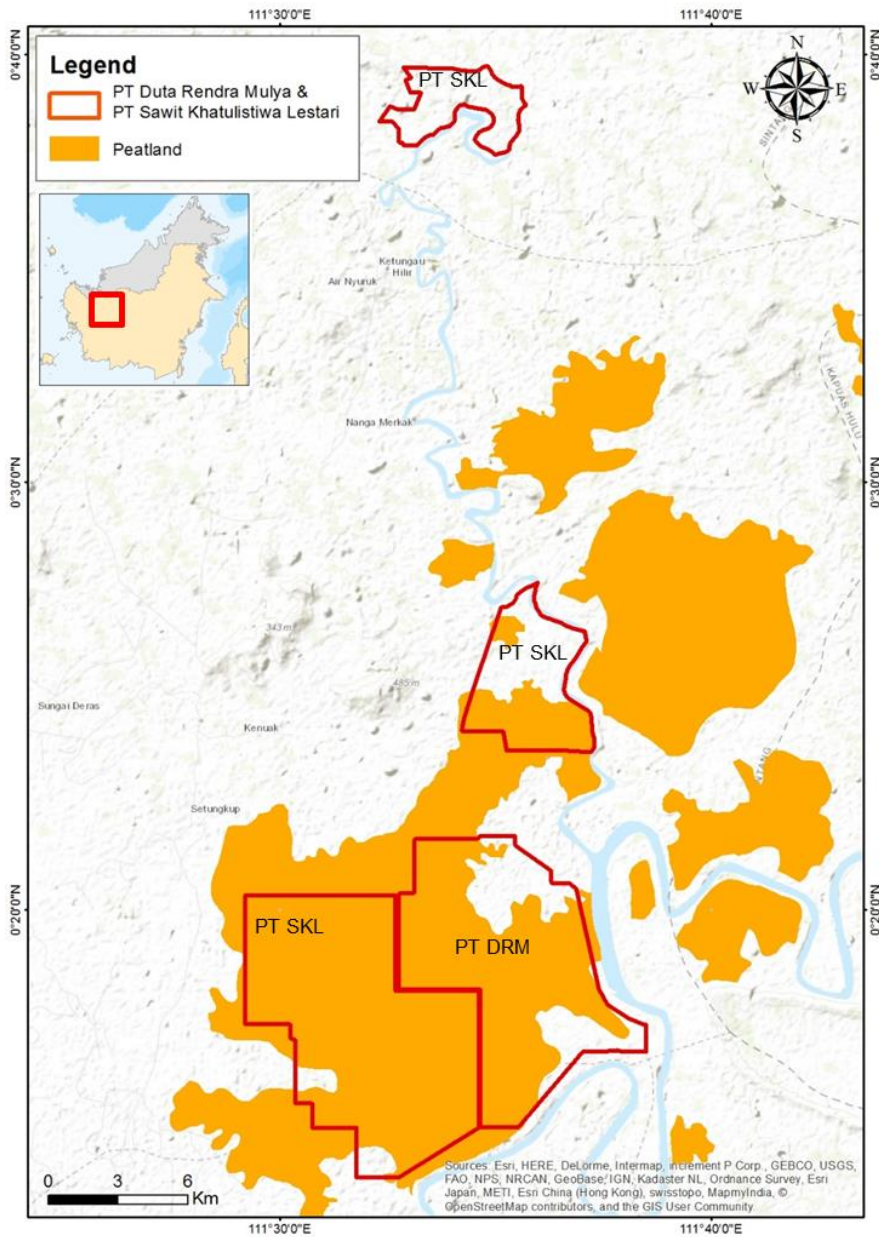 111°30'0"E
111°40'0"E
0°40'0"N
0°40'0"N
Legend
PT Duta Rendra Mulya &
PT Sawit Khatulistiwa Lestari
Peatland
PT SKL
N
W
E
S
Ketungau
Hilir
Air Nyuruk
KAPUAS HULU
Nanga Merkak
0°30'0"N
0°30'0"N
343 m
PT SKL
485 m
Sungai Deras
Kenuak
Setungkup
0°20'0"N
0°20'0"N
PT SKL
PT DRM
Sources: Esri, HERE, DeLorme, Intermap, increment P Corp., GEBCO, USGS,
FAO, NPS, NRCAN, GeoBase, IGN, Kadaster NL, Ordnance Survey, Esri
Japan, METI, Esri China (Hong Kong), swisstopo, MapmyIndia, ©
OpenStreetMap contributors, and the GIS User Community
0 3 6
Km
111°30'0"E
111°40'0"E